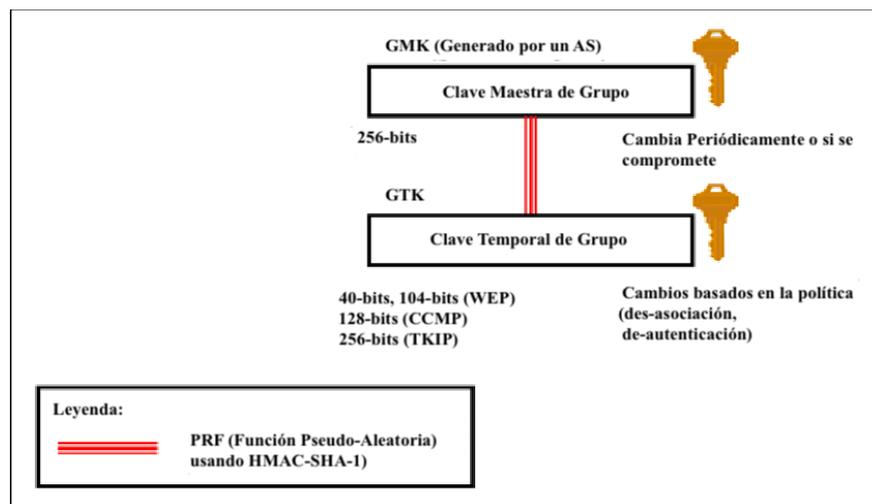 GMK (Generado por un AS)
Clave Maestra de Grupo
256-bits
Cambia Periódicamente o si se
compromete
GTK
Clave Temporal de Grupo
40-bits, 104-bits (WEP)
128-bits (CCMP)
256-bits (TKIP)
Cambios basados en la política
(des-asociación,
de-autenticación)
Leyenda:
PRF (Función Pseudo-Aleatoria)
usando HMAC-SHA-1)